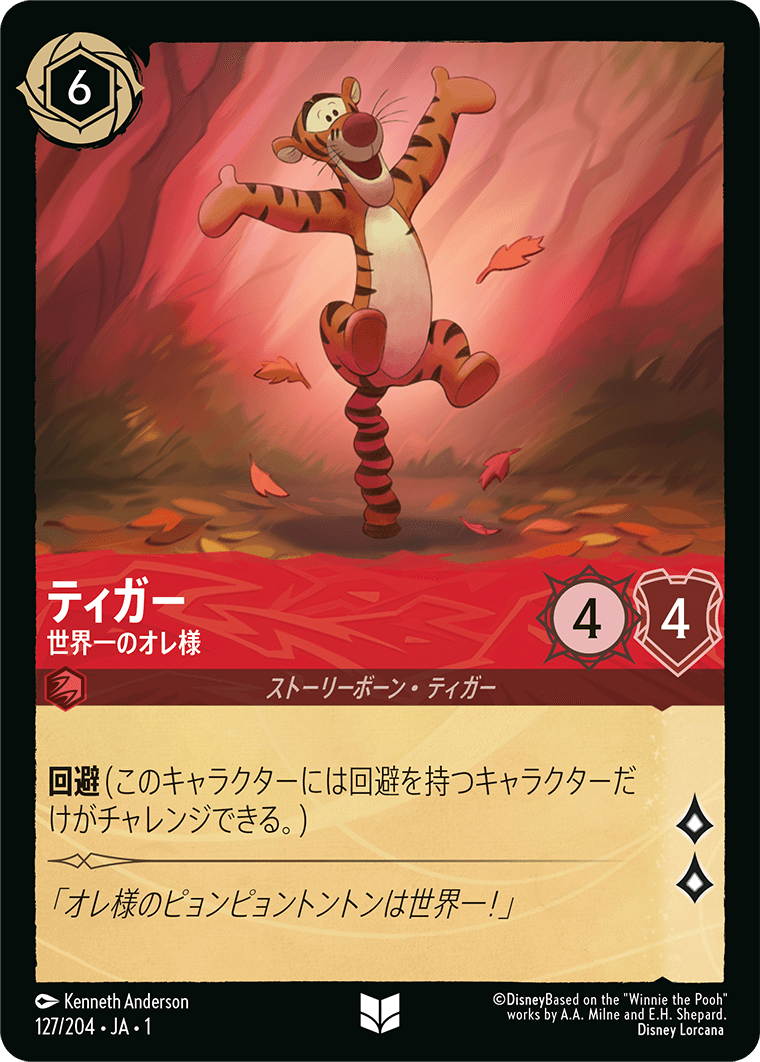 6
ティガー
世界一のオレ様
4
4
ストーリーボーン・ティガー
回避(このキャラクターには回避を持つキャラクターだ
けがチャレンジできる。)
「オレ様のピョンピョントントンは世界一!」
Kenneth Anderson
127/204・JA・1
©DisneyBased on the "Winnie the Pooh"
works by A.A. Milne and E.H. Shepard.
Disney Lorcana